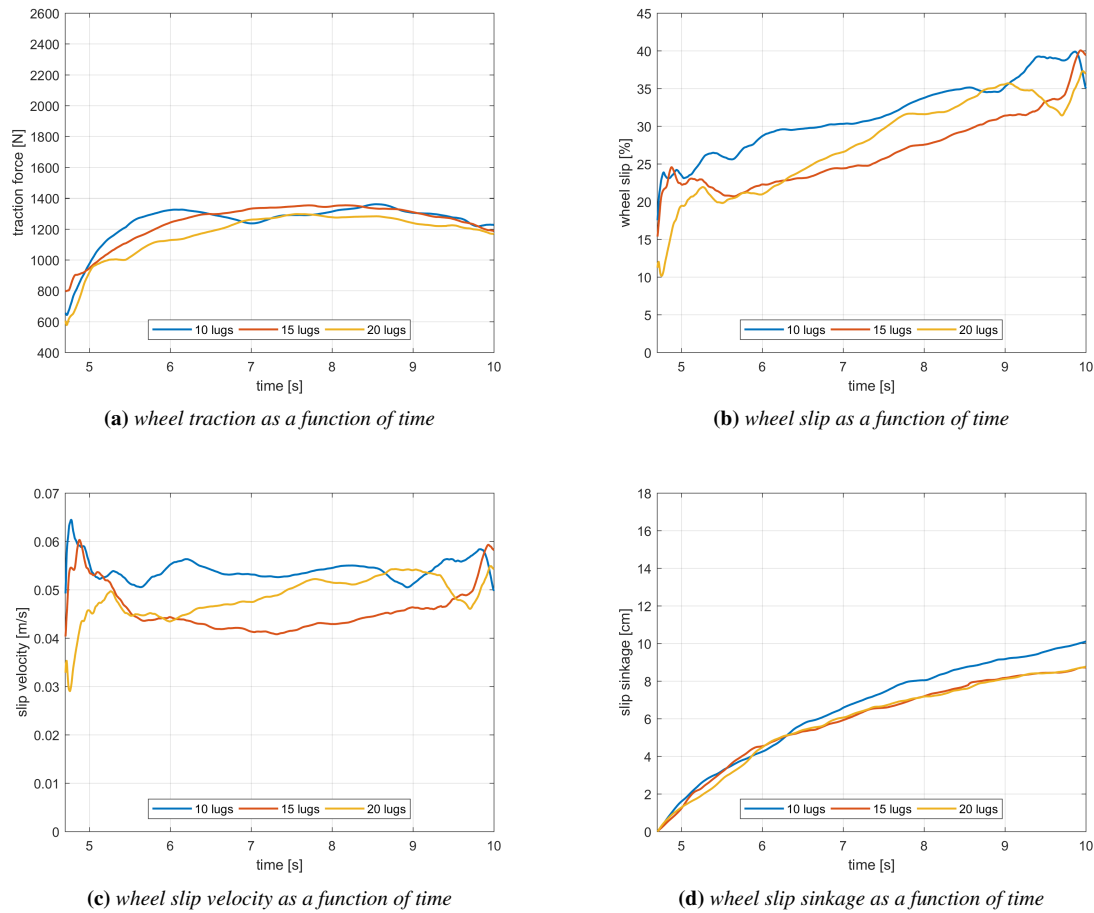 2600
2400
2200
2000
1800
1600
1400
1200
1000
800
600
400
traction force [N]
10 lugs 15 lugs 20 lugs
5 6 7 8 9 10
time [s]
(a) wheel traction as a function of time
45
40
35
30
25
20
15
10
5
0
wheel slip [%]
10 lugs 15 lugs 20 lugs
5 6 7 8 9 10
time [s]
(b) wheel slip as a function of time
0.07
0.06
0.05
0.04
0.03
0.02
0.01
0
slip velocity [m/s]
10 lugs 15 lugs 20 lugs
5 6 7 8 9 10
time [s]
(c) wheel slip velocity as a function of time
18
16
14
12
10
8
6
4
2
0
slip sinkage [cm]
10 lugs 15 lugs 20 lugs
5 6 7 8 9 10
time [s]
(d) wheel slip sinkage as a function of time